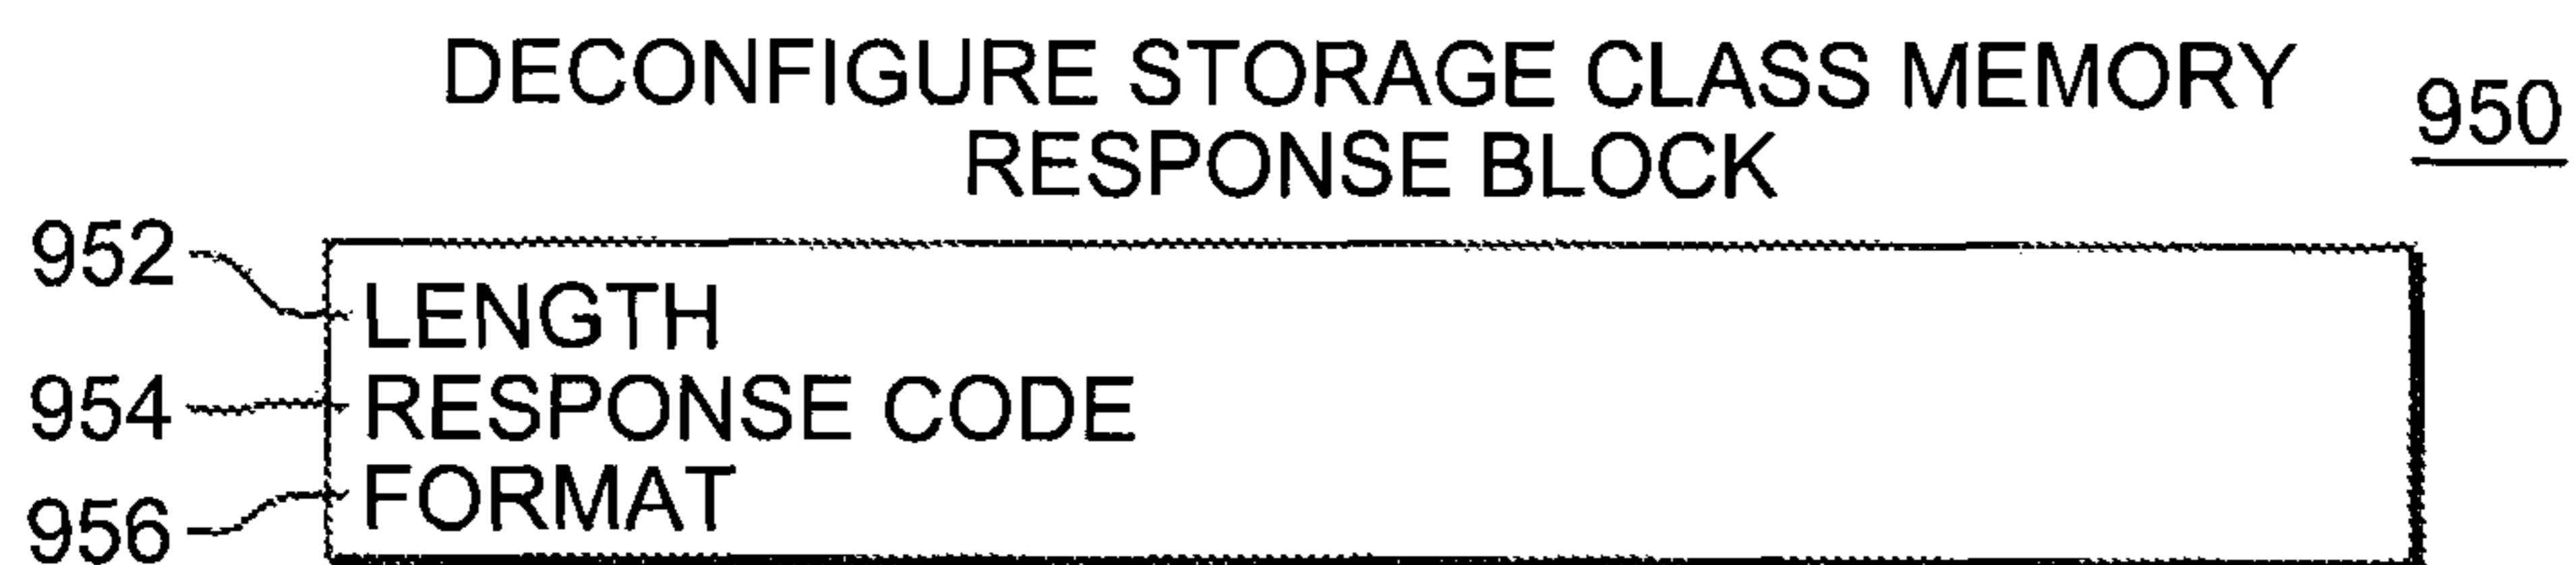 DECONFIGURE STORAGE CLASS MEMORY
RESPONSE BLOCK
950
952 LENGTH
954 RESPONSE CODE
956 FORMAT